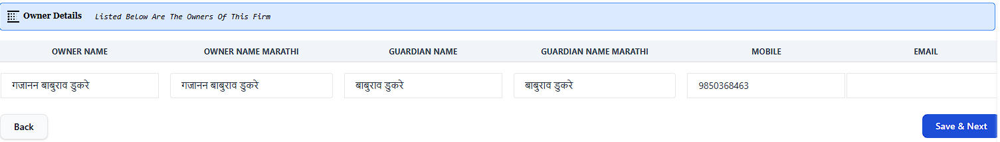 Owner Details Listed Below Are The Owners Of This Firm
OWNER NAME OWNER NAME MARATHI GUARDIAN NAME GUARDIAN NAME MARATHI MOBILE EMAIL
गजानन बाबुराव डुकरे गजानन बाबुराव डुकरे बाबुराव डुकरे बाबुराव डुकरे 9850368463
Back Save & Next